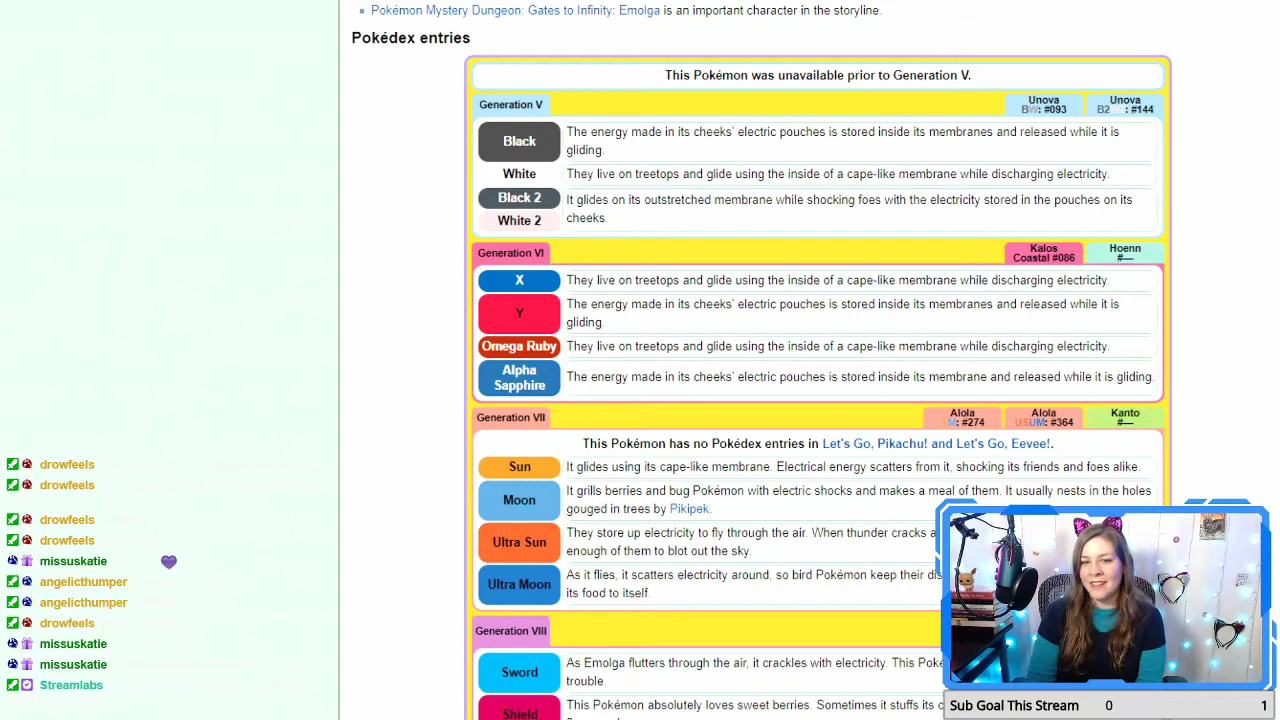 Pokémon Mystery Dungeon: Gates to Infinity: Emolga is an important character in the storyline.
Pokédex entries
This Pokémon was unavailable prior to Generation V.
Generation V
Unova
BW: #093
Unova
B2W2: #144
Black
The energy made in its cheeks' electric pouches is stored inside its membranes and released while it is
gliding.
White
They live on treetops and glide using the inside of a cape-like membrane while discharging electricity.
Black 2
White 2
It glides on its outstretched membrane while shocking foes with the electricity stored in the pouches on its
cheeks.
Generation VI
Kalos
Coastal #086
Hoenn
#—
X
They live on treetops and glide using the inside of a cape-like membrane while discharging electricity.
Y
The energy made in its cheeks' electric pouches is stored inside its membranes and released while it is
gliding.
Omega Ruby
They live on treetops and glide using the inside of a cape-like membrane while discharging electricity.
Alpha
Sapphire
The energy made in its cheeks' electric pouches is stored inside its membrane and released while it is gliding.
Generation VII
Alola
SM: #274
Alola
USUM: #364
Kanto
#—
This Pokémon has no Pokédex entries in Let's Go, Pikachu! and Let's Go, Eevee!.
Sun
It glides using its cape-like membrane. Electrical energy scatters from it, shocking its friends and foes alike.
Moon
It grills berries and bug Pokémon with electric shocks and makes a meal of them. It usually nests in the holes
gouged in trees by Pikipek.
Ultra Sun
They store up electricity to fly through the air. When thunder cracks a
enough of them to blot out the sky.
Ultra Moon
As it flies, it scatters electricity around, so bird Pokémon keep their dis
its food to itself.
Generation VIII
Sword
As Emolga flutters through the air, it crackles with electricity. This Poké
trouble.
Shield
This Pokémon absolutely loves sweet berries. Sometimes it stuffs its c
drowfeels
drowfeels
drowfeels
drowfeels
missuskatie
angelicthumper
angelicthumper
drowfeels
missuskatie
missuskatie
Streamlabs
Sub Goal This Stream 0 1